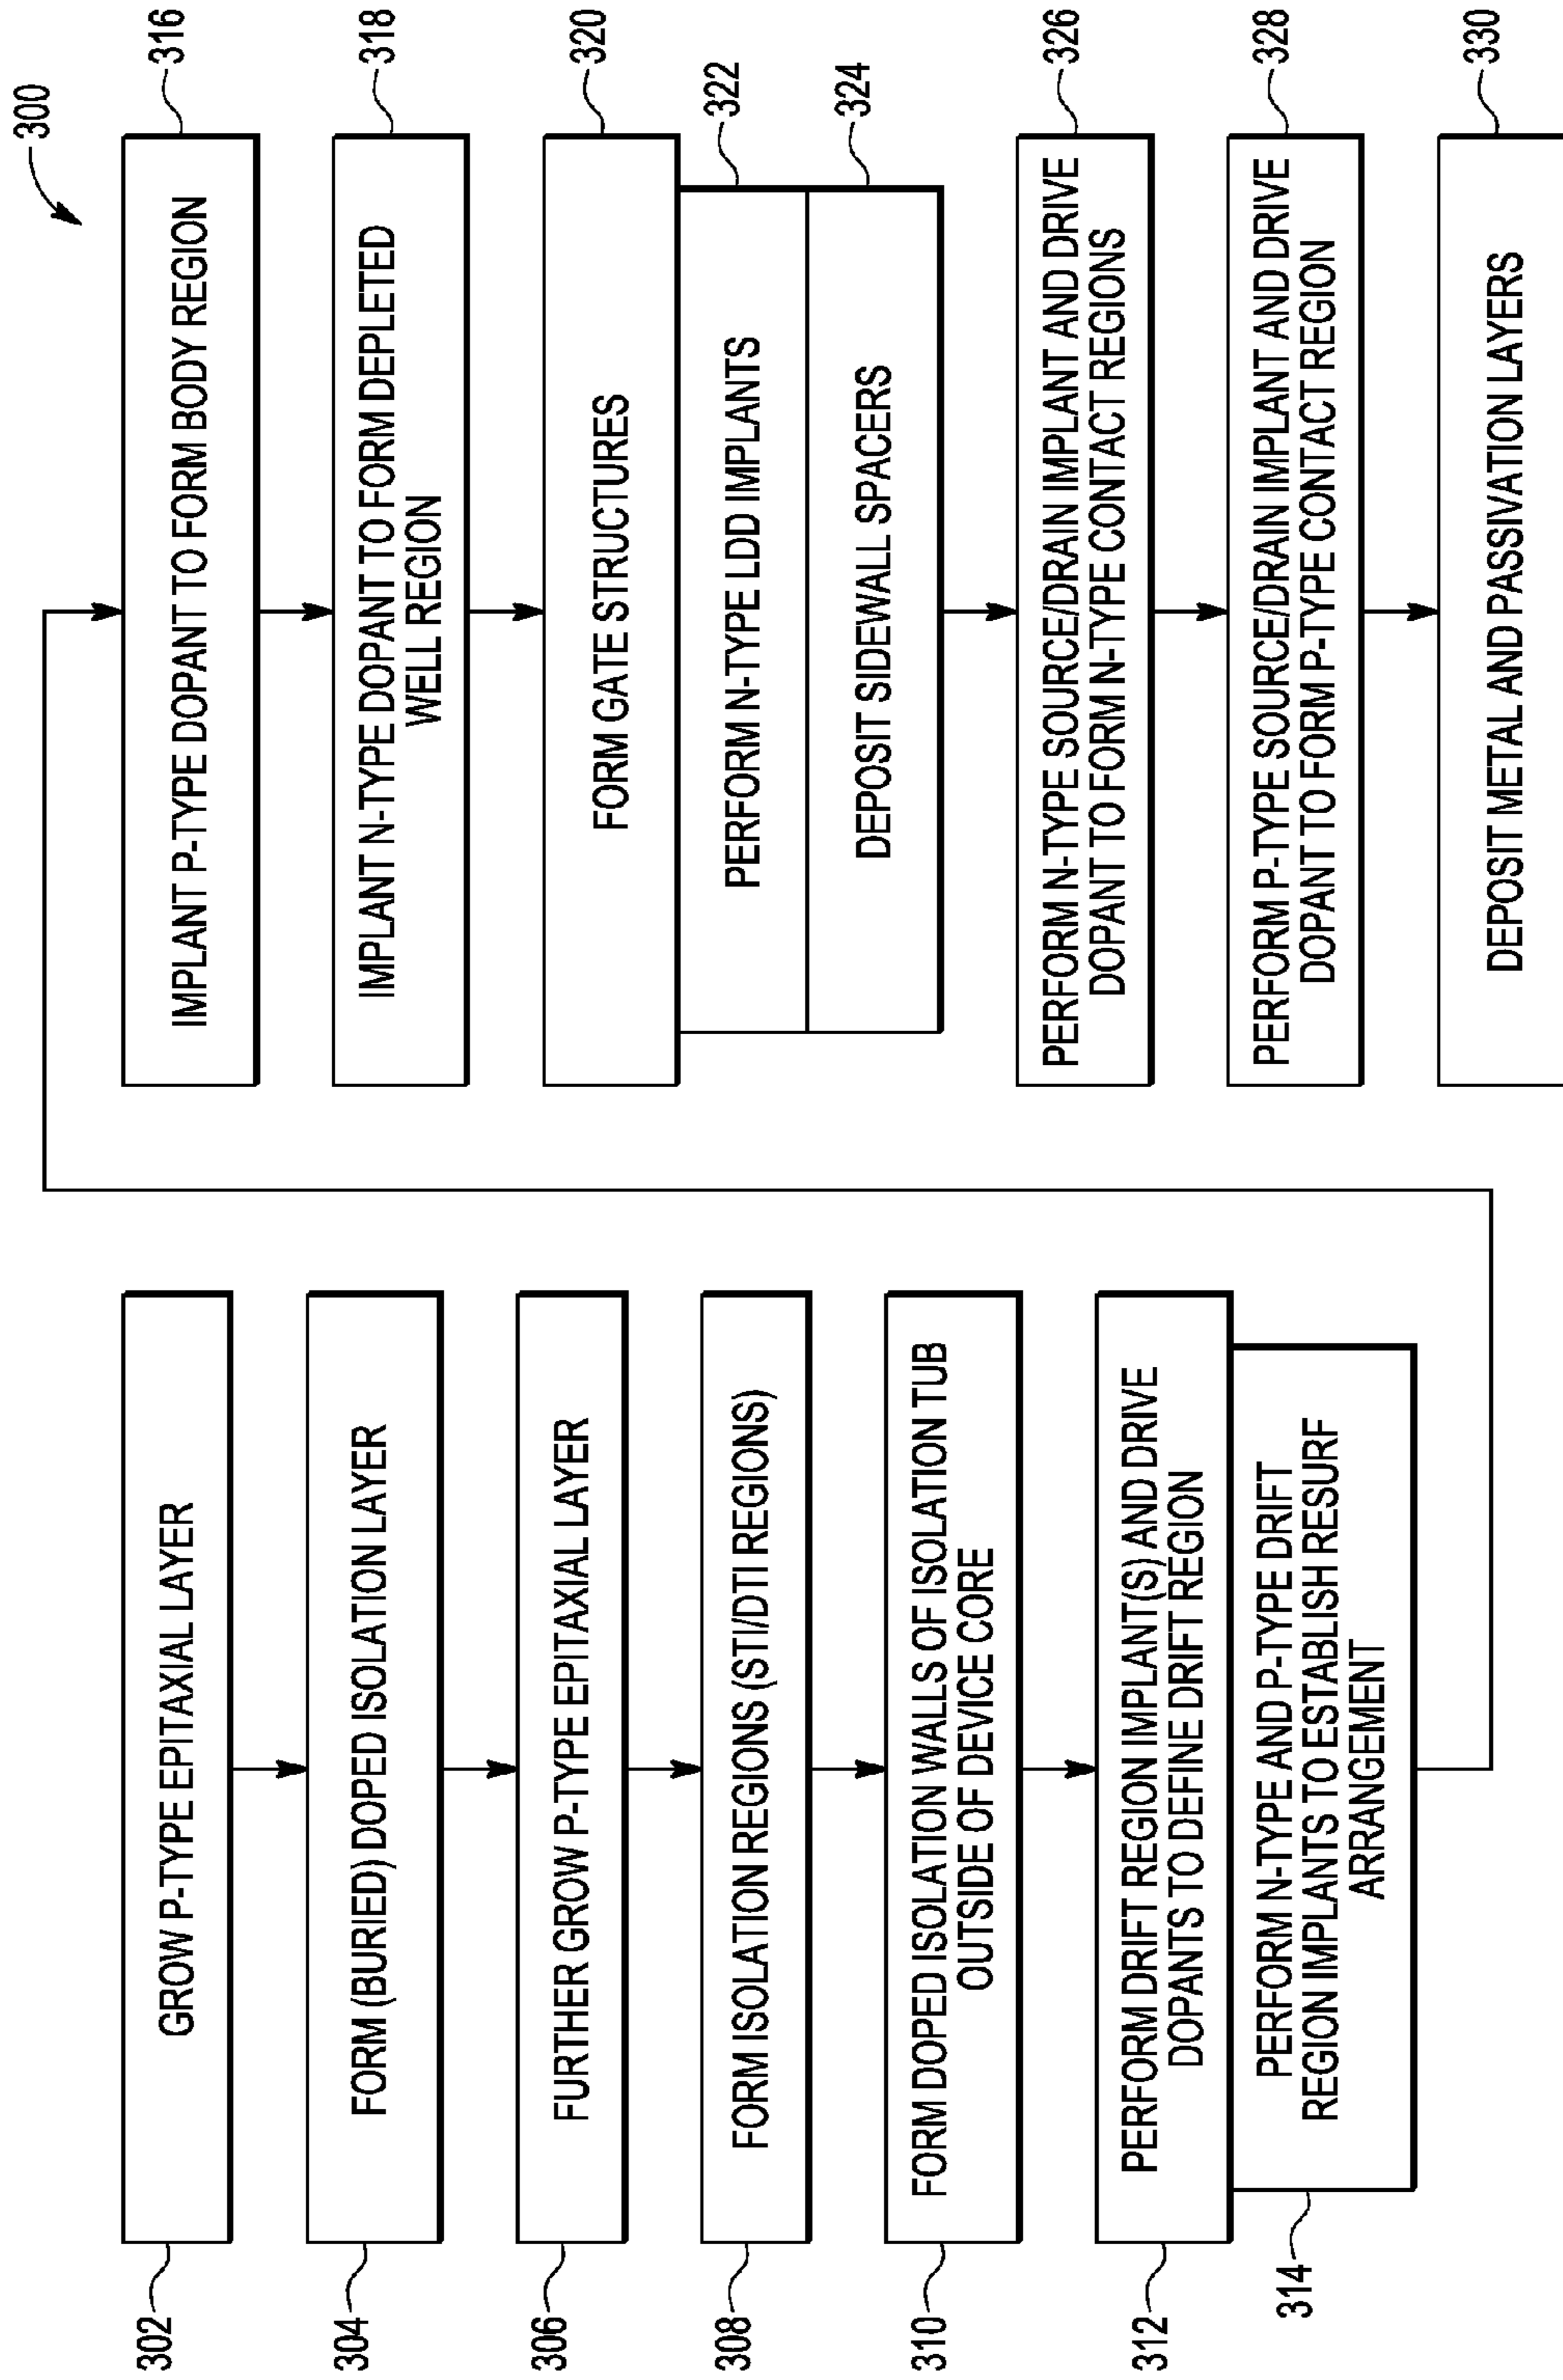 300
302
GROW P-TYPE EPITAXIAL LAYER
304
FORM (BURIED) DOPED ISOLATION LAYER
306
FURTHER GROW P-TYPE EPITAXIAL LAYER
308
FORM ISOLATION REGIONS (STI/DTI REGIONS)
310
FORM DOPED ISOLATION WALLS OF ISOLATION TUB
OUTSIDE OF DEVICE CORE
312
PERFORM DRIFT REGION IMPLANT(S) AND DRIVE
DOPANTS TO DEFINE DRIFT REGION
314
PERFORM N-TYPE AND P-TYPE DRIFT
REGION IMPLANTS TO ESTABLISH RESURF
ARRANGEMENT
IMPLANT P-TYPE DOPANT TO FORM BODY REGION
316
IMPLANT N-TYPE DOPANT TO FORM DEPLETED
WELL REGION
318
FORM GATE STRUCTURES
320
PERFORM N-TYPE LDD IMPLANTS
322
DEPOSIT SIDEWALL SPACERS
324
PERFORM N-TYPE SOURCE/DRAIN IMPLANT AND DRIVE
DOPANT TO FORM N-TYPE CONTACT REGIONS
326
PERFORM P-TYPE SOURCE/DRAIN IMPLANT AND DRIVE
DOPANT TO FORM P-TYPE CONTACT REGION
328
DEPOSIT METAL AND PASSIVATION LAYERS
330